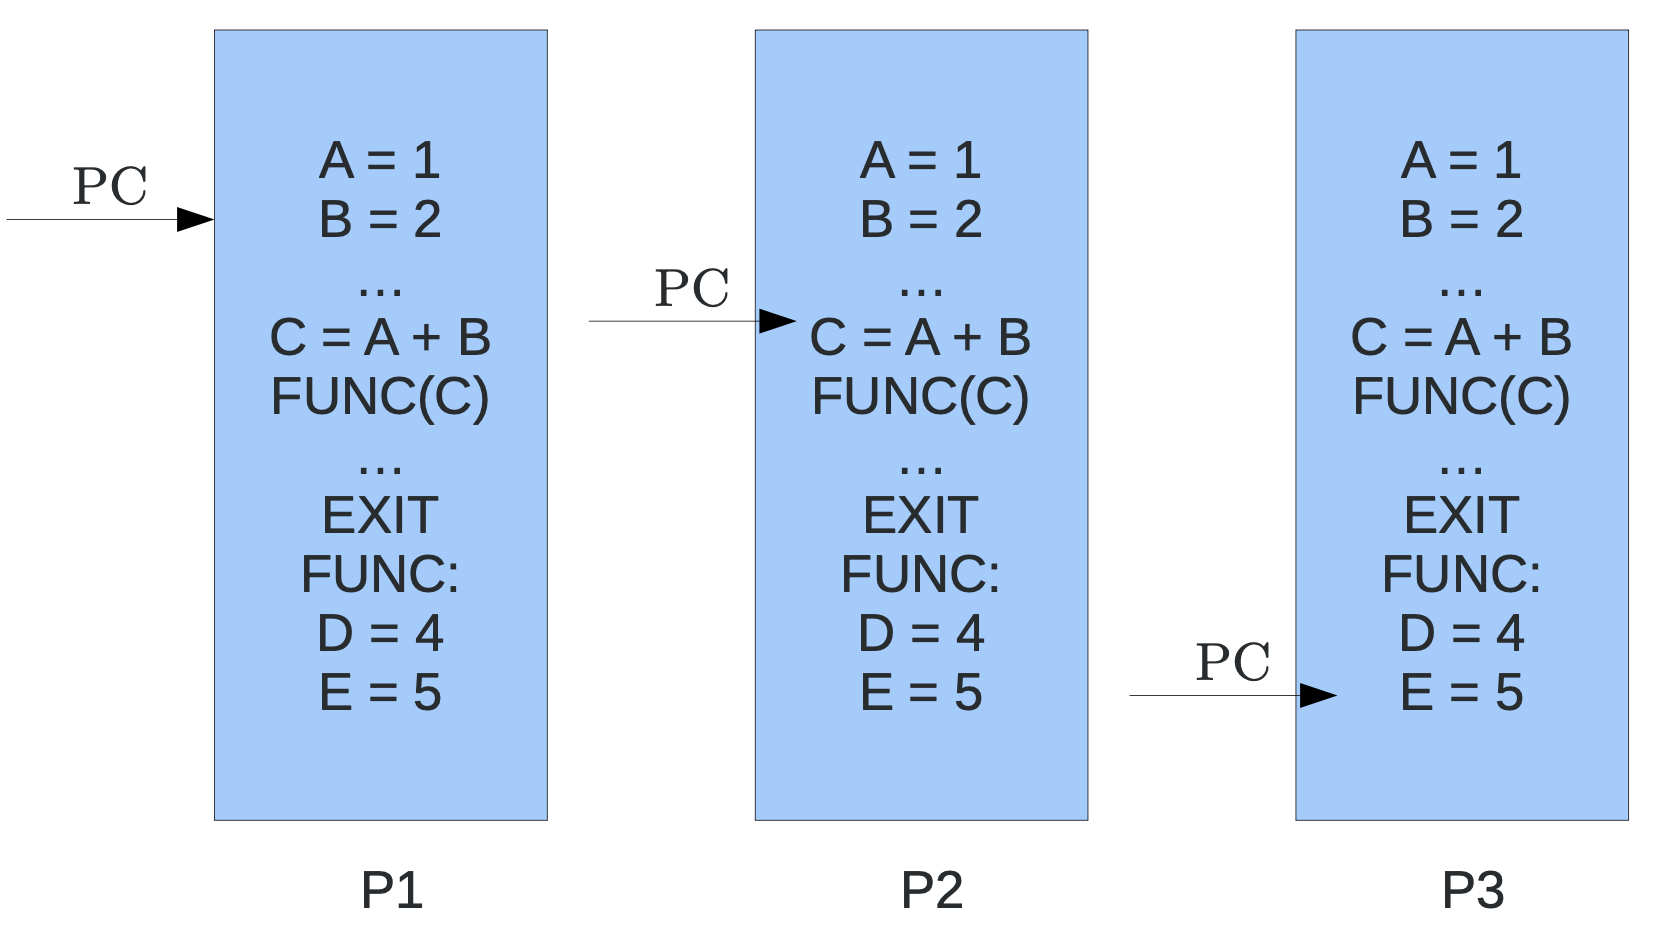 PC
A = 1
B = 2
...
C = A + B
FUNC(C)
...
EXIT
FUNC:
D = 4
E = 5
P1
PC
A = 1
B = 2
...
C = A + B
FUNC(C)
...
EXIT
FUNC:
D = 4
E = 5
P2
PC
A = 1
B = 2
...
C = A + B
FUNC(C)
...
EXIT
FUNC:
D = 4
E = 5
P3